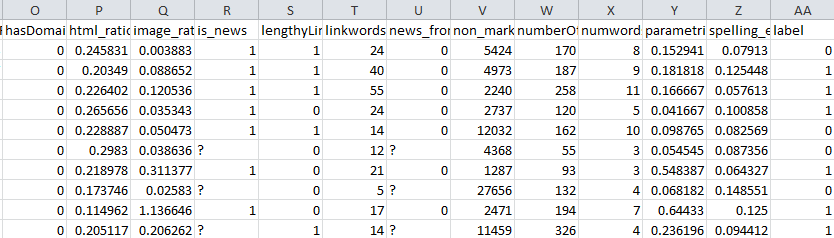 O P Q R S T U V W X Y Z AA
hasDomai html_ratio image_rat is_news lengthyLin linkwords news_fron non_mark numberOf numword parametri spelling_e label
0 0.245831 0.003883 1 1 24 0 5424 170 8 0.152941 0.07913 0
0 0.20349 0.088652 1 1 40 0 4973 187 9 0.181818 0.125448 1
0 0.226402 0.120536 1 1 55 0 2240 258 11 0.166667 0.057613 1
0 0.265656 0.035343 1 0 24 0 2737 120 5 0.041667 0.100858 1
0 0.228887 0.050473 1 1 14 0 12032 162 10 0.098765 0.082569 0
0 0.2983 0.038636 ? 0 12 ? 4368 55 3 0.054545 0.087356 0
0 0.218978 0.311377 1 0 21 0 1287 93 3 0.548387 0.064327 1
0 0.173746 0.02583 ? 0 5 ? 27656 132 4 0.068182 0.148551 0
0 0.114962 1.136646 1 0 17 0 2471 194 7 0.64433 0.125 1
0 0.205117 0.206262 ? 1 14 ? 11459 326 4 0.236196 0.094412 0